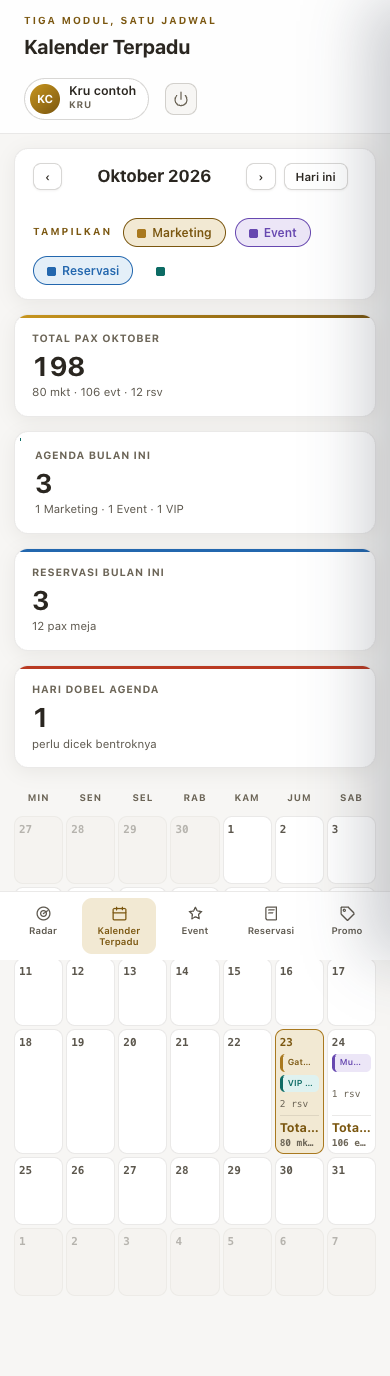 TIGA MODUL, SATU JADWAL
Kalender Terpadu
KC Kru contoh
KRU
‹ Oktober 2026 › Hari ini
TAMPILKAN Marketing Event
Reservasi
TOTAL PAX OKTOBER
198
80 mkt · 106 evt · 12 rsv
AGENDA BULAN INI
3
1 Marketing · 1 Event · 1 VIP
RESERVASI BULAN INI
3
12 pax meja
HARI DOBEL AGENDA
1
perlu dicek bentroknya
MIN SEN SEL RAB KAM JUM SAB
27 28 29 30 1 2 3
Radar Kalender Terpadu Event Reservasi Promo
11 12 13 14 15 16 17
18 19 20 21 22 23 24
Gat... Mu...
VIP ...
2 rsv 1 rsv
Tota... Tota...
80 mk... 106 e...
25 26 27 28 29 30 31
1 2 3 4 5 6 7